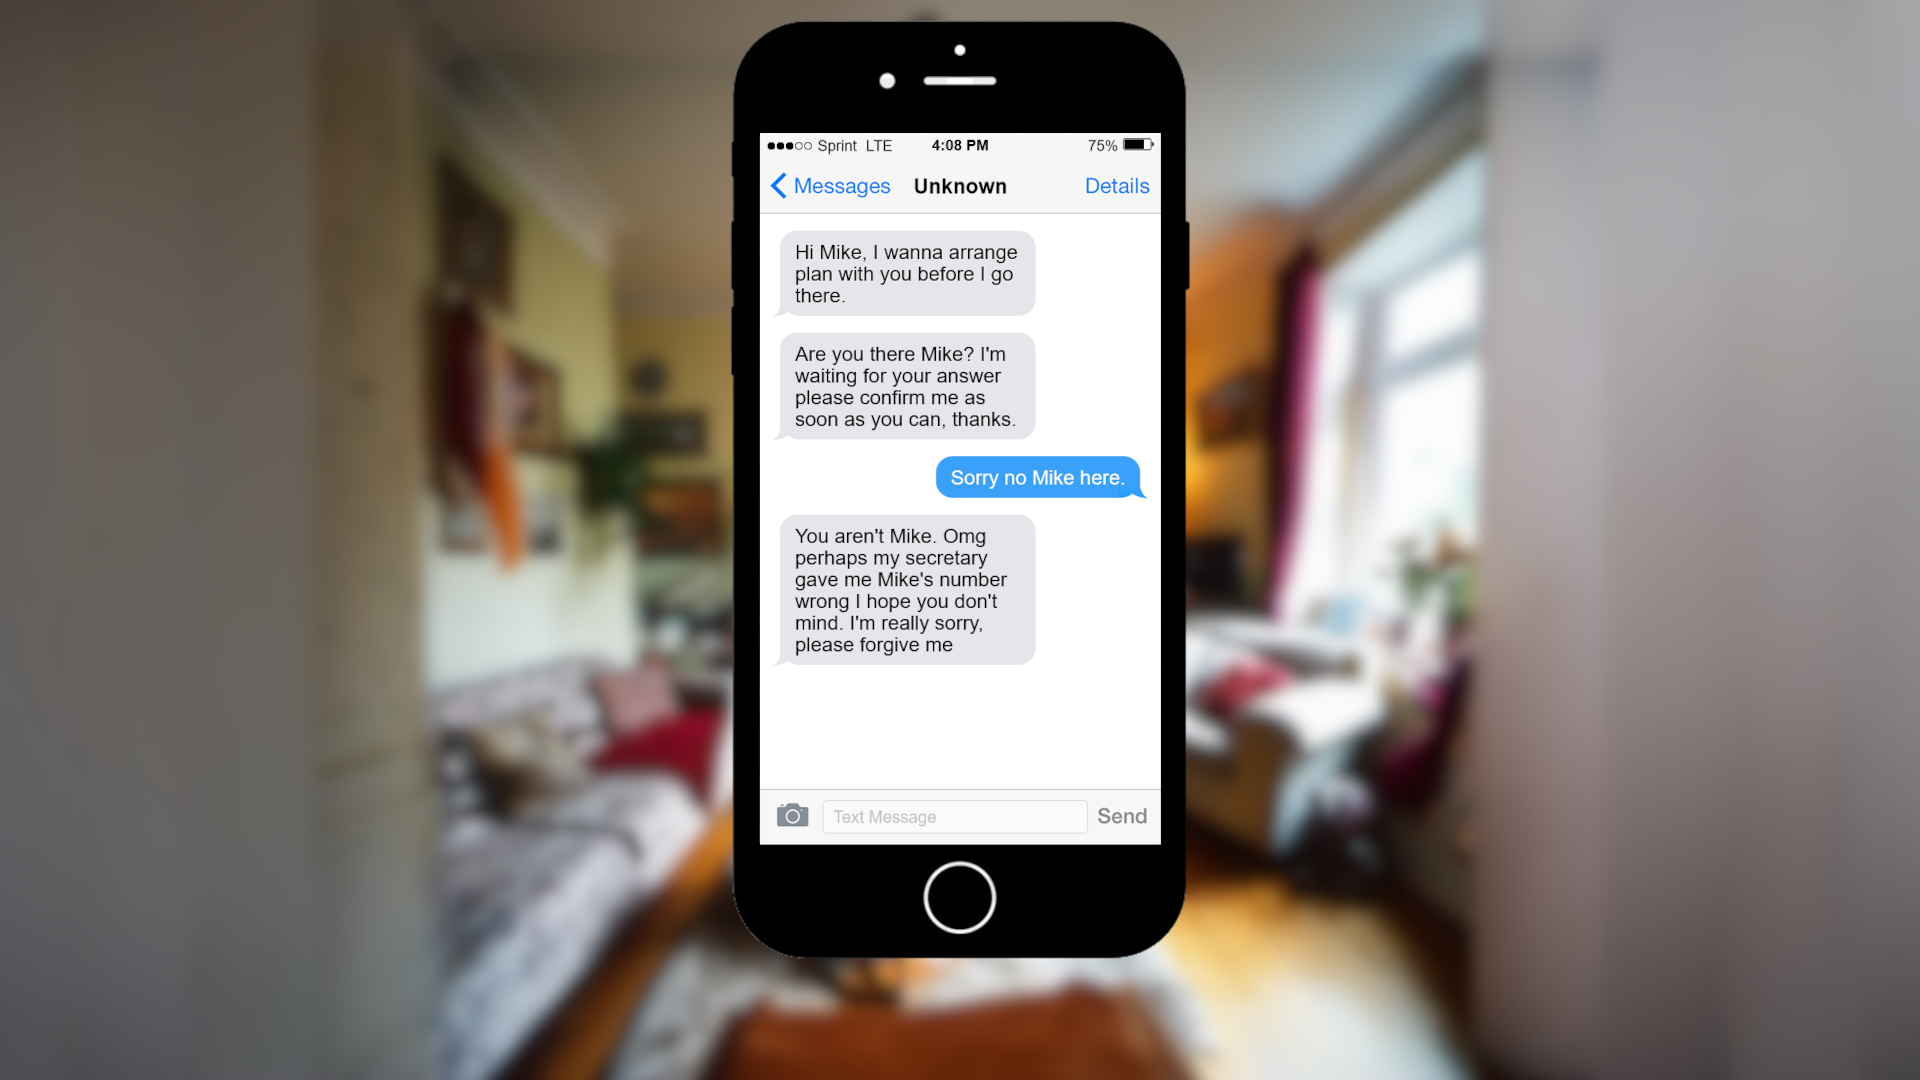 Sprint LTE 4:08 PM 75%
Messages Unknown Details
Hi Mike, I wanna arrange
plan with you before I go
there.
Are you there Mike? I'm
waiting for your answer
please confirm me as
soon as you can, thanks.
Sorry no Mike here.
You aren't Mike. Omg
perhaps my secretary
gave me Mike's number
wrong I hope you don't
mind. I'm really sorry,
please forgive me
Text Message Send